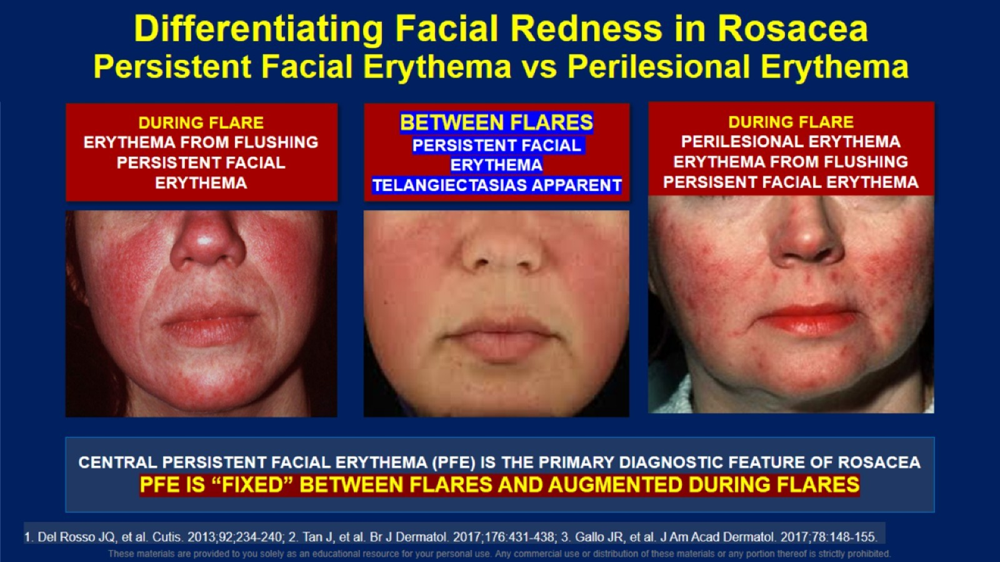 Differentiating Facial Redness in Rosacea
Persistent Facial Erythema vs Perilesional Erythema
DURING FLARE
ERYTHEMA FROM FLUSHING
PERSISTENT FACIAL
ERYTHEMA
BETWEEN FLARES
PERSISTENT FACIAL
ERYTHEMA
TELANGIECTASIAS APPARENT
DURING FLARE
PERILESIONAL ERYTHEMA
ERYTHEMA FROM FLUSHING
PERSISENT FACIAL ERYTHEMA
CENTRAL PERSISTENT FACIAL ERYTHEMA (PFE) IS THE PRIMARY DIAGNOSTIC FEATURE OF ROSACEA
PFE IS “FIXED” BETWEEN FLARES AND AUGMENTED DURING FLARES
1. Del Rosso JQ, et al. Cutis. 2013;92;234-240; 2. Tan J, et al. Br J Dermatol. 2017;176:431-438; 3. Gallo JR, et al. J Am Acad Dermatol. 2017;78:148-155.
These materials are provided to you solely as an educational resource for your personal use. Any commercial use or distribution of these materials or any portion thereof is strictly prohibited.